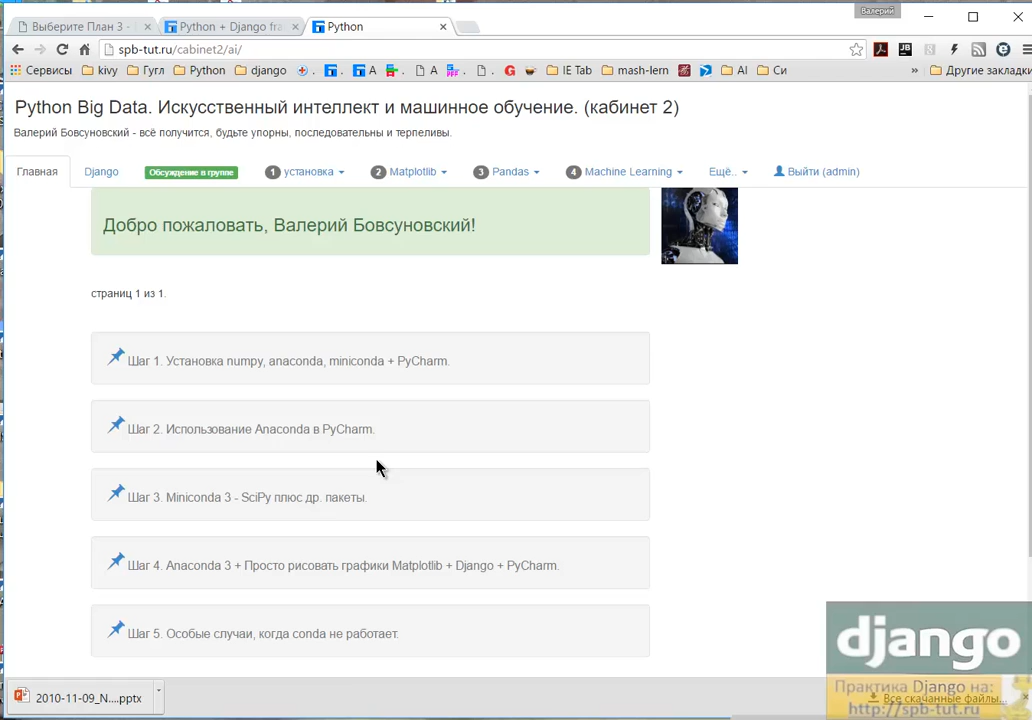 Валерий
Выберите План 3 -
Python + Django fra
Python
spb-tut.ru/cabinet2/ai/
Сервисы kivy Гугл Python django A A G IE Tab mash-lern AI Си » Другие закладки
Python Big Data. Искусственный интеллект и машинное обучение. (кабинет 2)
Валерий Бовсуновский - всё получится, будьте упорны, последовательны и терпеливы.
Главная Django Обсуждение в группе 1 установка 2 Matplotlib 3 Pandas 4 Machine Learning Ещё.. Выйти (admin)
Добро пожаловать, Валерий Бовсуновский!
страниц 1 из 1.
Шаг 1. Установка numpy, anaconda, miniconda + PyCharm.
Шаг 2. Использование Anaconda в PyCharm.
Шаг 3. Miniconda 3 - SciPy плюс др. пакеты.
Шаг 4. Anaconda 3 + Просто рисовать графики Matplotlib + Django + PyCharm.
Шаг 5. Особые случаи, когда conda не работает.
django
Практика Django на:
http://spb-tut.ru
2010-11-09_N....pptx
Все скачанные файлы...